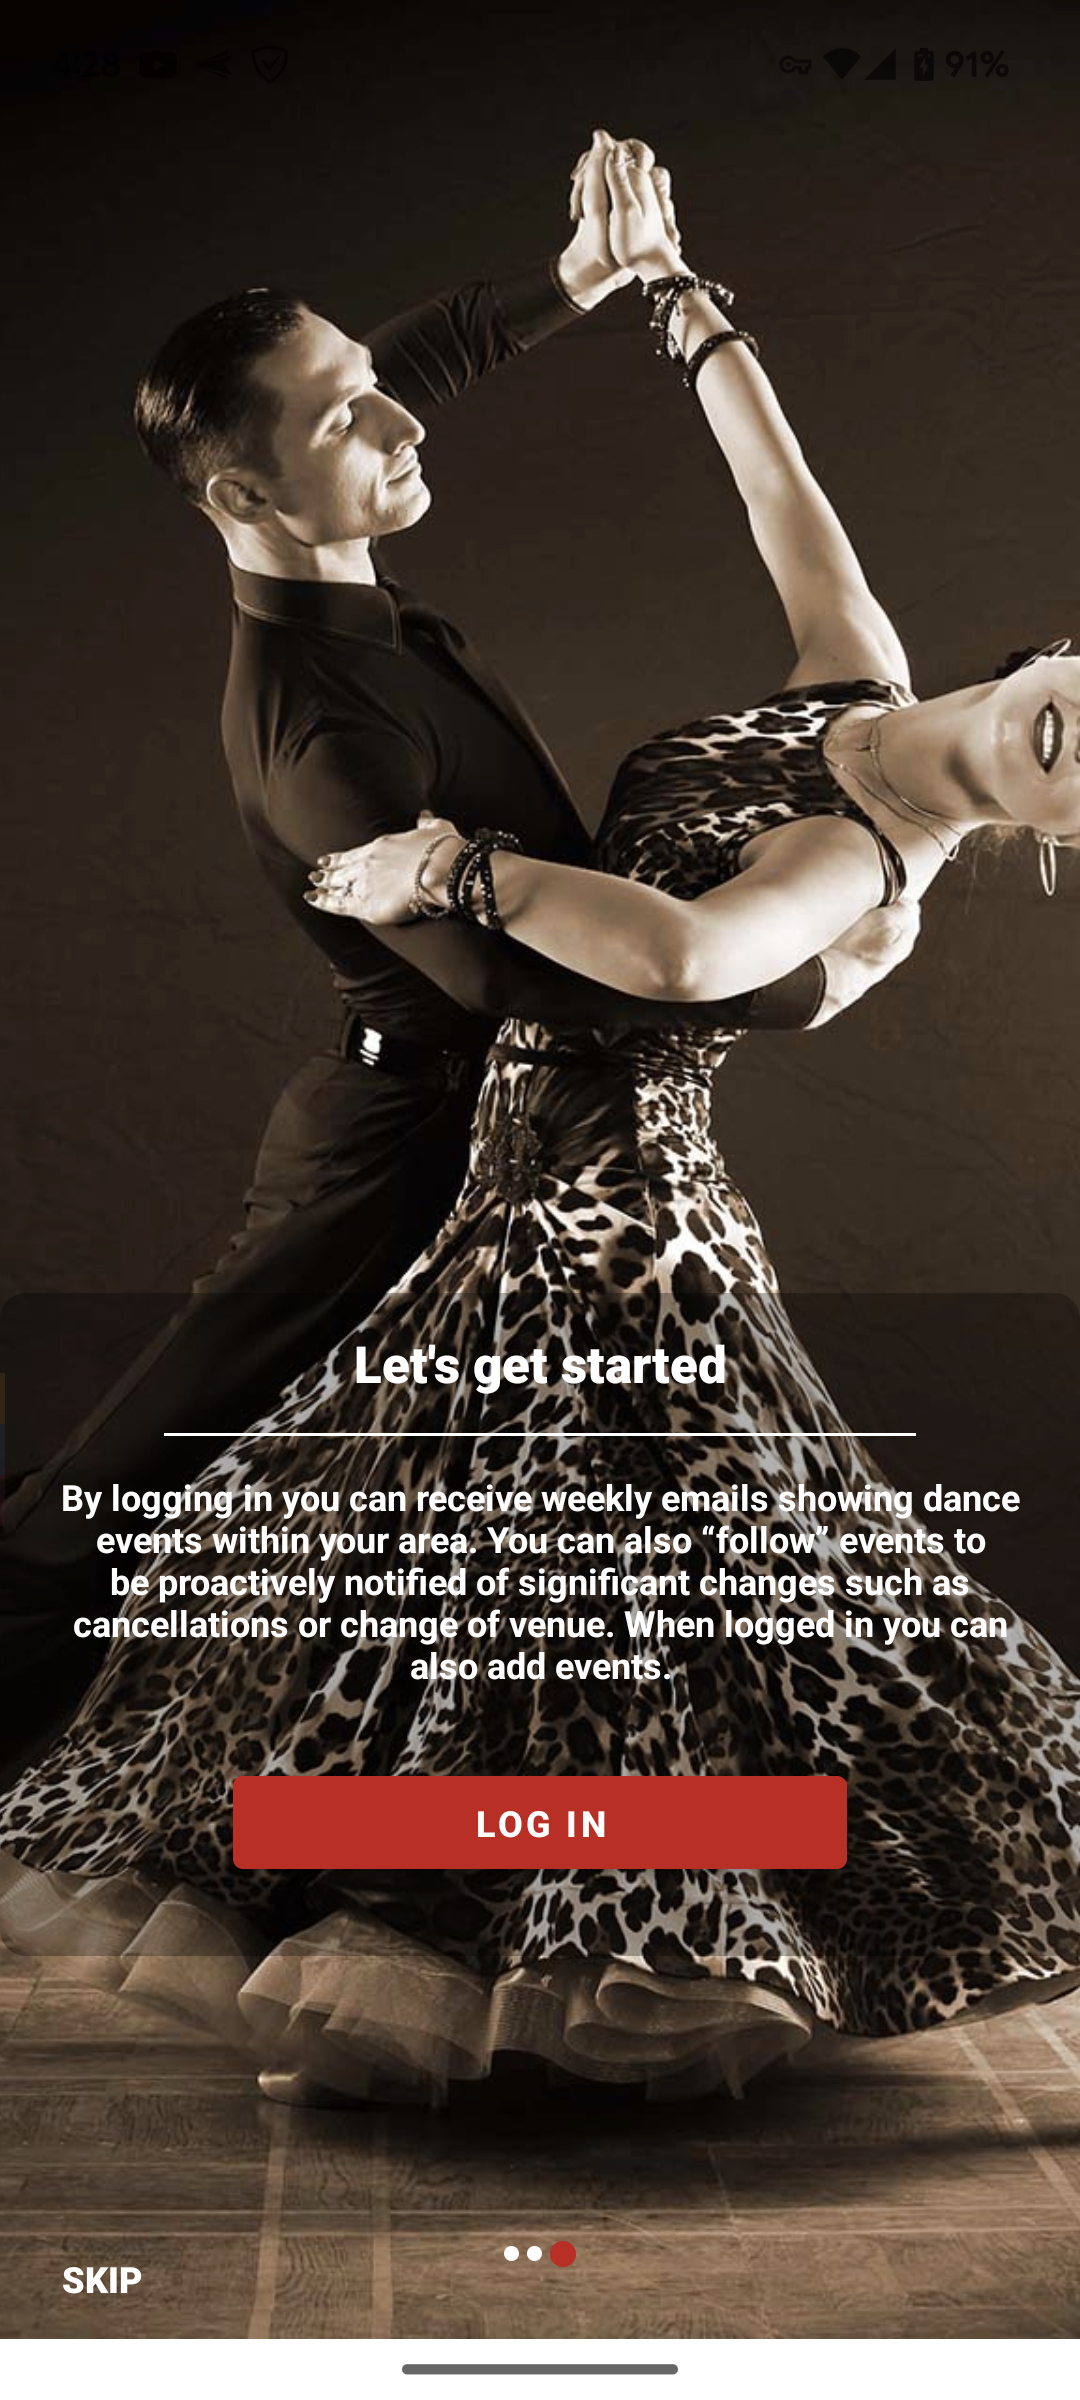 4:28
91%
Let's get started
By logging in you can receive weekly emails showing dance
events within your area. You can also “follow” events to
be proactively notified of significant changes such as
cancellations or change of venue. When logged in you can
also add events.
LOG IN
SKIP